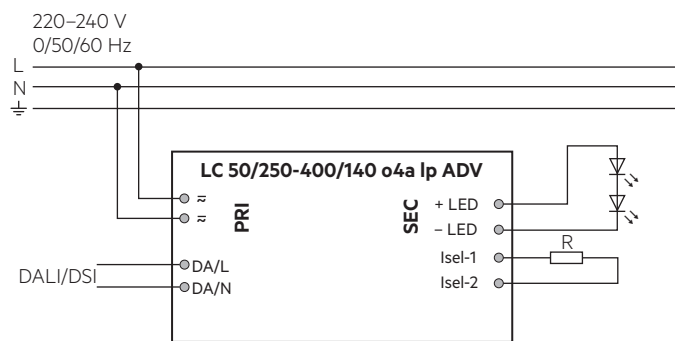 220–240 V
0/50/60 Hz
L
N
LC 50/250-400/140 o4a lp ADV
PRI
SEC
+ LED
– LED
Isel-1
R
Isel-2
DALI/DSI
DA/L
DA/N